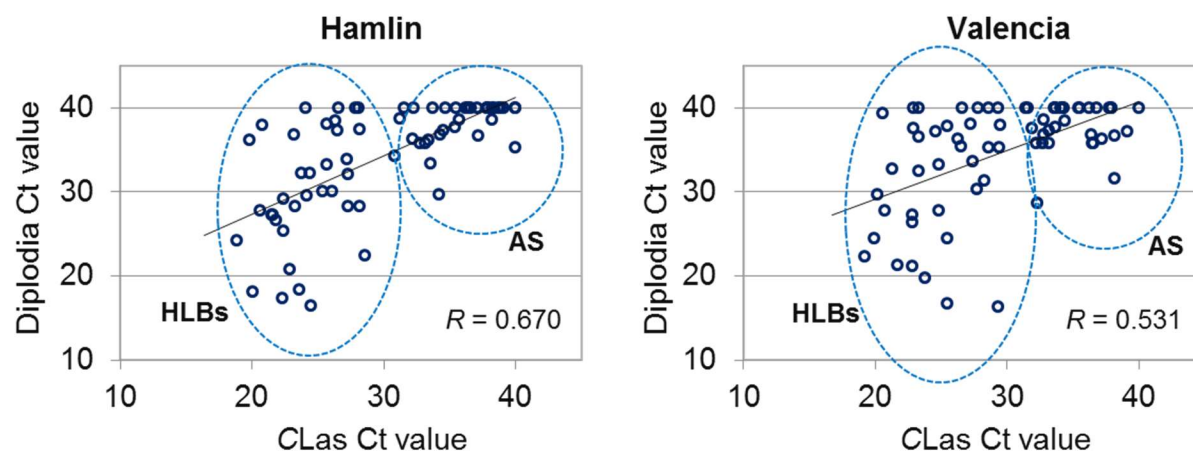 Hamlin
Diplodia Ct value
40
30
20
10
HLBs
AS
R = 0.670
10 20 30 40
CLas Ct value
Valencia
Diplodia Ct value
40
30
20
10
HLBs
AS
R = 0.531
10 20 30 40
CLas Ct value